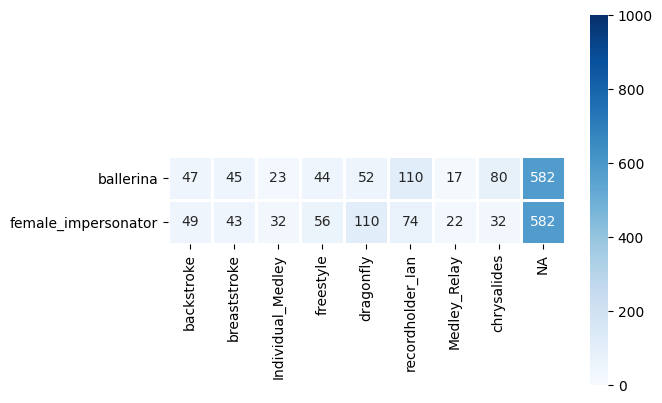 1000
800
600
400
200
0
ballerina 47 45 23 44 52 110 17 80 582
female_impersonator 49 43 32 56 110 74 22 32 582
backstroke
breaststroke
Individual_Medley
freestyle
dragonfly
recordholder_Ian
Medley_Relay
chrysalides
NA